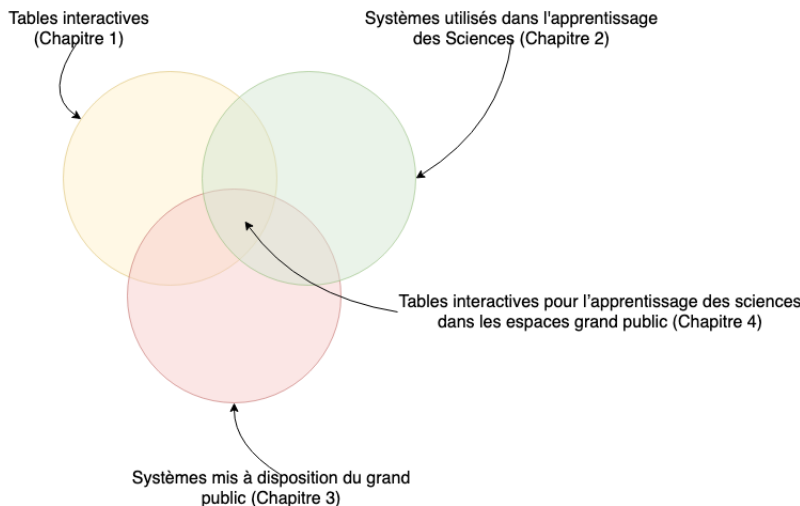 Tables interactives
(Chapitre 1)
Systèmes utilisés dans l'apprentissage
des Sciences (Chapitre 2)
Tables interactives pour l’apprentissage des sciences
dans les espaces grand public (Chapitre 4)
Systèmes mis à disposition du grand
public (Chapitre 3)